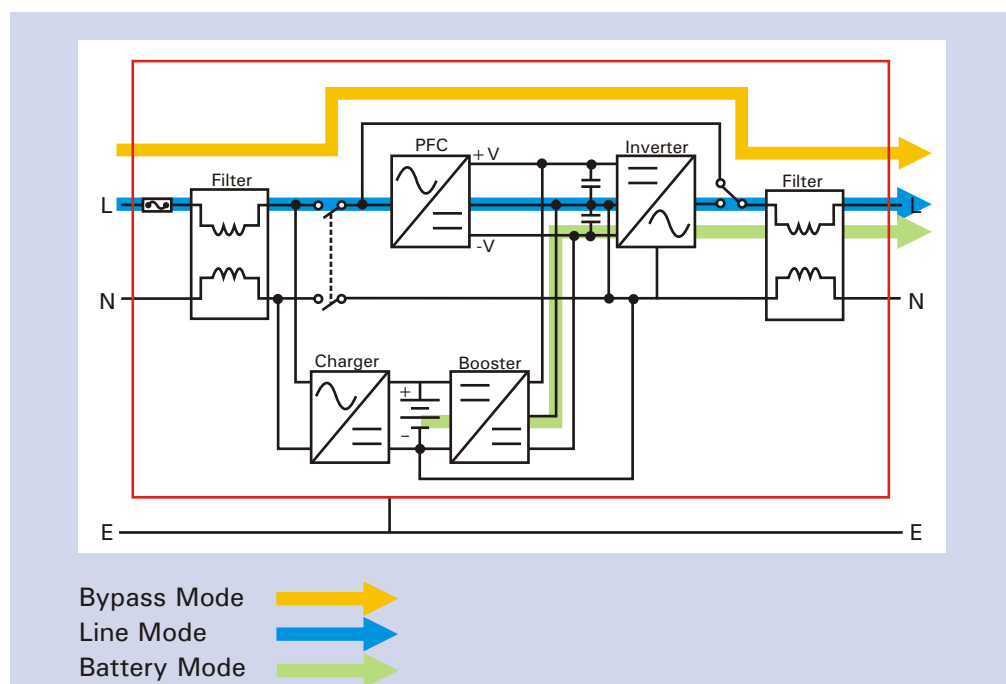 PFC
+V
Inverter
Filter
Filter
L
L
-V
N
N
Charger
Booster
+
–
E
E
Bypass Mode
Line Mode
Battery Mode